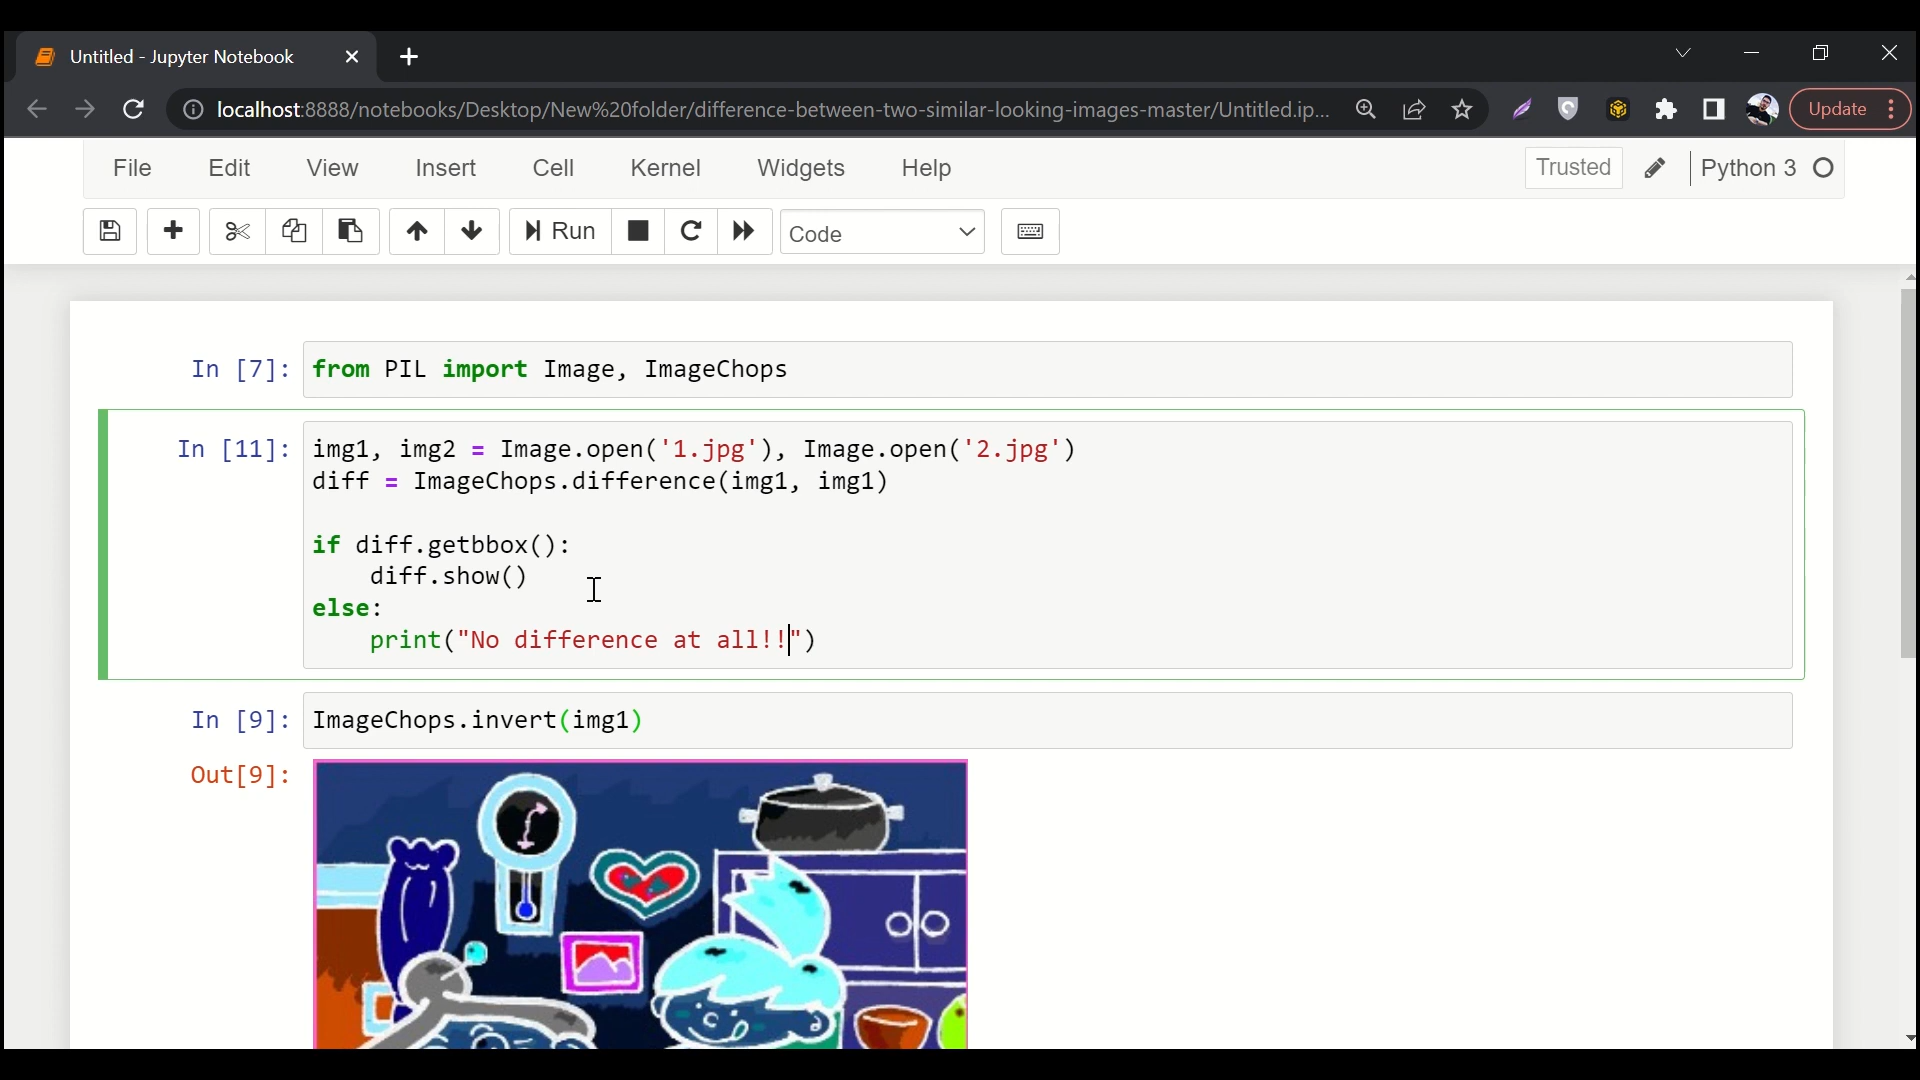 Untitled - Jupyter Notebook
localhost:8888/notebooks/Desktop/New%20folder/difference-between-two-similar-looking-images-master/Untitled.ip...
Update
File Edit View Insert Cell Kernel Widgets Help
Trusted
Python 3
Run
Code
In [7]: from PIL import Image, ImageChops
In [11]: img1, img2 = Image.open('1.jpg'), Image.open('2.jpg')
diff = ImageChops.difference(img1, img1)
if diff.getbbox():
    diff.show()
else:
    print("No difference at all!!")
In [9]: ImageChops.invert(img1)
Out[9]: